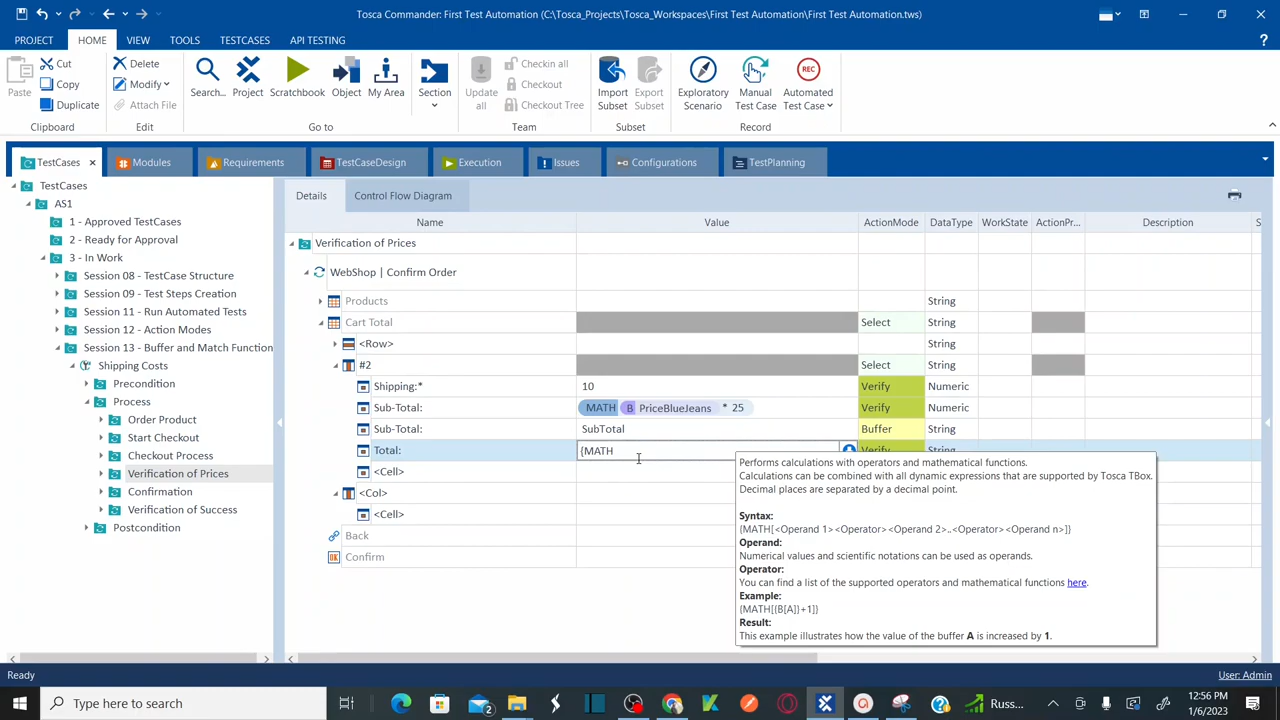 Tosca Commander: First Test Automation (C:\Tosca_Projects\Tosca_Workspaces\First Test Automation\First Test Automation.tws)
PROJECT HOME VIEW TOOLS TESTCASES API TESTING
Paste
Cut
Copy
Duplicate
Clipboard
Delete
Modify
Attach File
Edit
Search...
Project
Scratchbook
Object
My Area
Go to
Section
Update all
Checkin all
Checkout
Checkout Tree
Team
Import Subset
Export Subset
Subset
Exploratory Scenario
Manual Test Case
REC
Automated Test Case
Record
TestCases Modules Requirements TestCaseDesign Execution Issues Configurations TestPlanning
TestCases
AS1
1 - Approved TestCases
2 - Ready for Approval
3 - In Work
Session 08 - TestCase Structure
Session 09 - Test Steps Creation
Session 11 - Run Automated Tests
Session 12 - Action Modes
Session 13 - Buffer and Match Function
Shipping Costs
Precondition
Process
Order Product
Start Checkout
Checkout Process
Verification of Prices
Confirmation
Verification of Success
Postcondition
Details Control Flow Diagram
Name Value ActionMode DataType WorkState ActionPr... Description S
Verification of Prices
WebShop | Confirm Order
Products String
Cart Total Select String
<Row> String
#2 Select String
Shipping:* 10 Verify Numeric
Sub-Total: MATH B PriceBlueJeans * 25 Verify Numeric
Sub-Total: SubTotal Buffer String
Total: {MATH Verify String
<Cell>
<Col>
<Cell>
Back
OK Confirm
Performs calculations with operators and mathematical functions.
Calculations can be combined with all dynamic expressions that are supported by Tosca TBox.
Decimal places are separated by a decimal point.
Syntax:
{MATH[<Operand 1><Operator><Operand 2>..<Operator><Operand n>]}
Operand:
Numerical values and scientific notations can be used as operands.
Operator:
You can find a list of the supported operators and mathematical functions here.
Example:
{MATH[{B[A]}+1]}
Result:
This example illustrates how the value of the buffer A is increased by 1.
Ready
User: Admin
Type here to search
Russ...
12:56 PM
1/6/2023